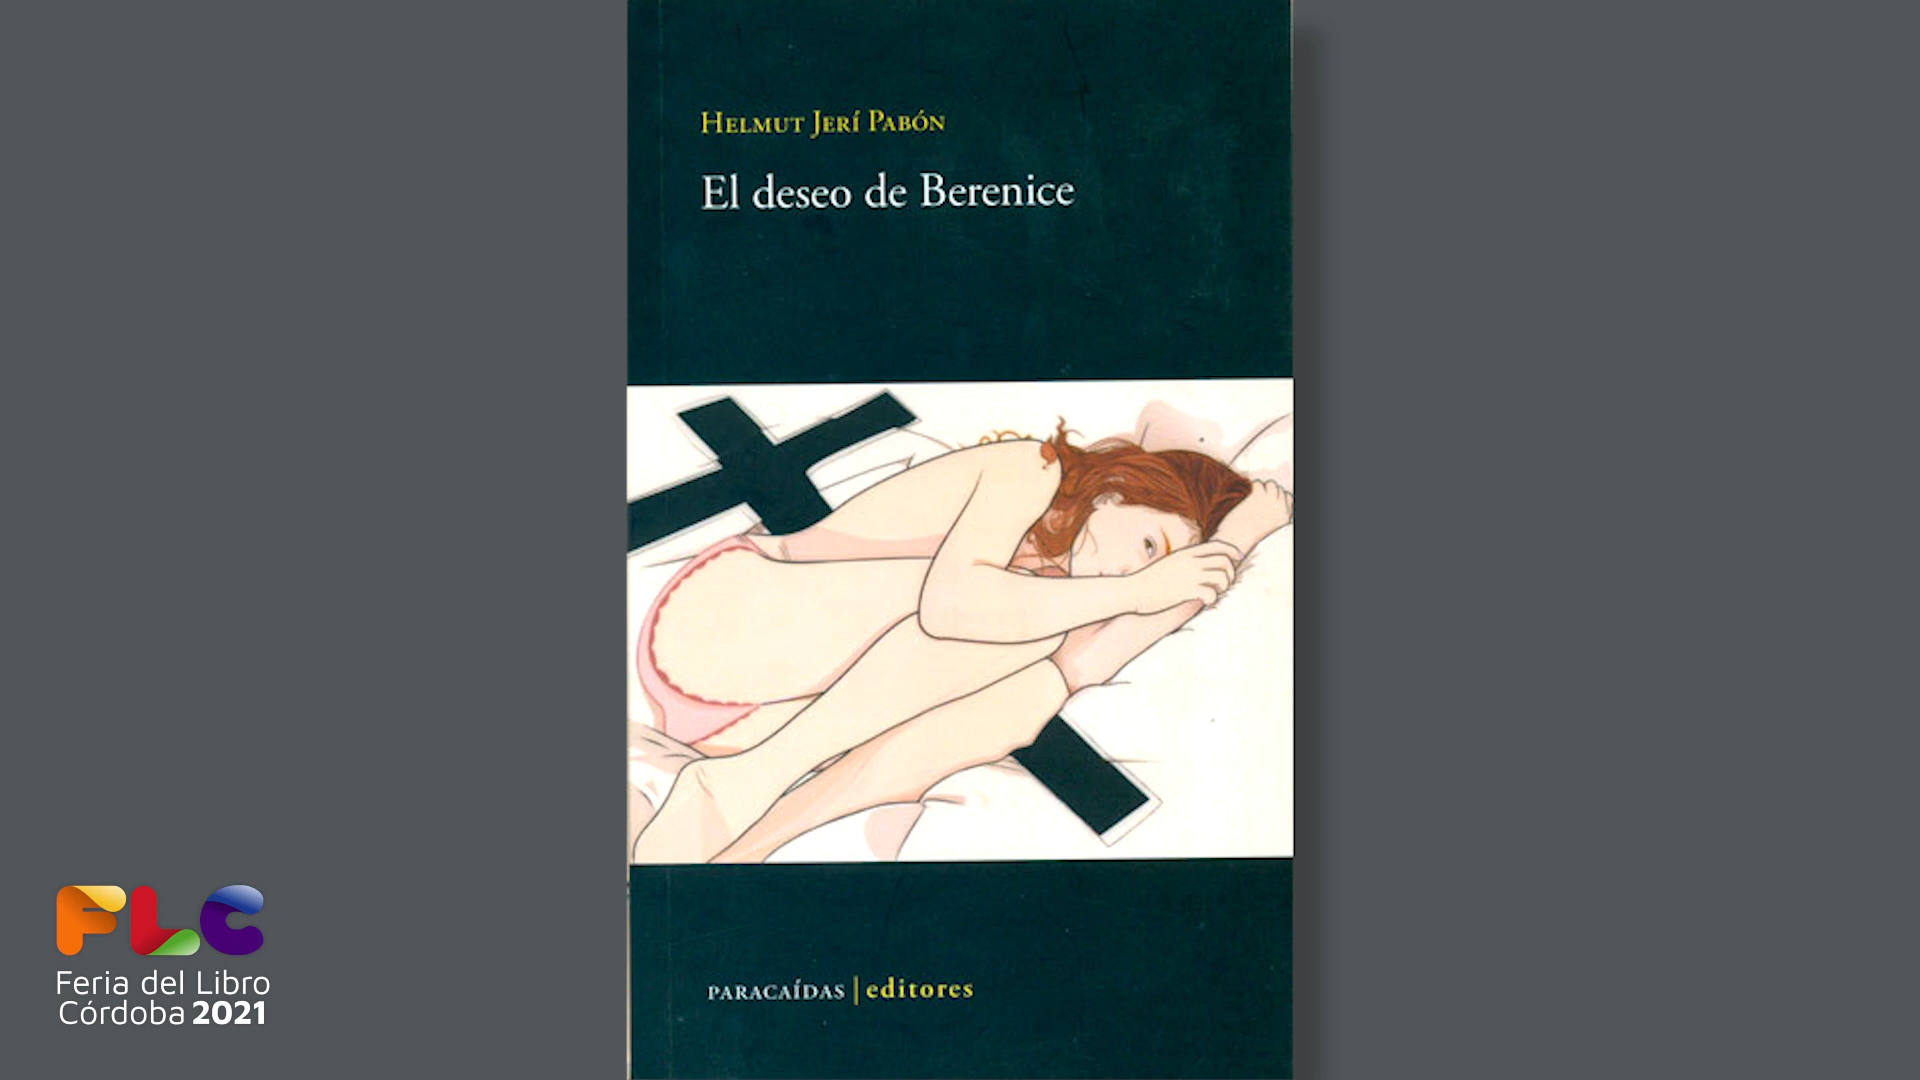 HELMUT JERÍ PABÓN
El deseo de Berenice
PARACAÍDAS | editores
FLC
Feria del Libro
Córdoba 2021